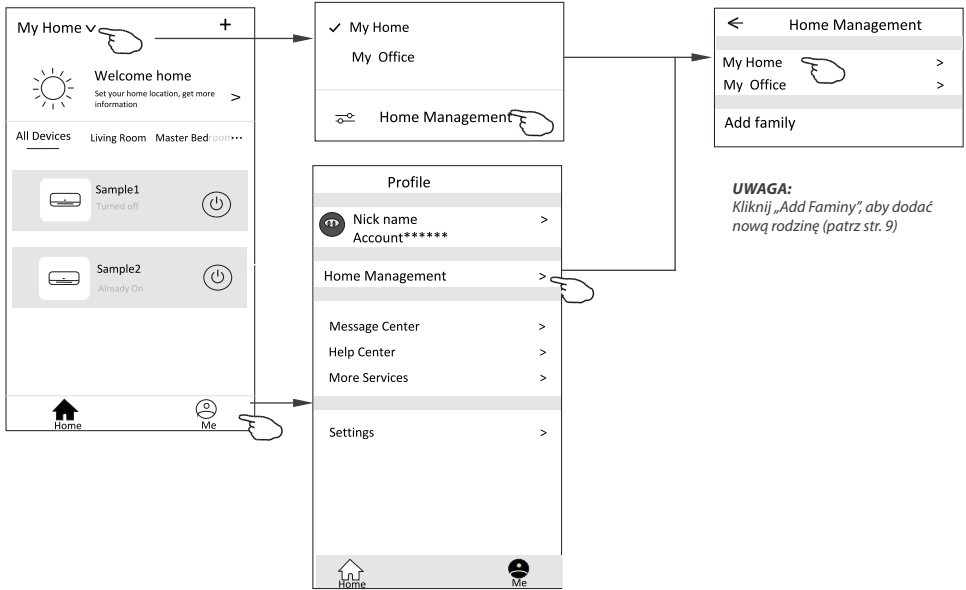 My Home
+
Welcome home
Set your home location, get more
information
>
All Devices Living Room Master Bedroom...
Sample1
Turned off
Sample2
Already On
Home
Me
✓ My Home
My Office
Home Management
Profile
Nick name >
Account******
Home Management >
Message Center >
Help Center >
More Services >
Settings >
Home
Me
← Home Management
My Home >
My Office >
Add family
UWAGA:
Kliknij „Add Faminy”, aby dodać
nową rodzinę (patrz str. 9)